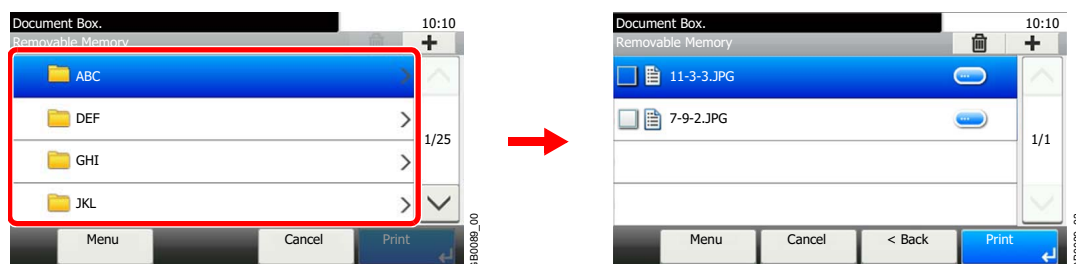 Document Box.
10:10
Removable Memory
ABC
DEF
1/25
GHI
JKL
Menu
Cancel
Print
GB0089_00
Document Box.
10:10
Removable Memory
11-3-3.JPG
7-9-2.JPG
1/1
Menu
Cancel
< Back
Print